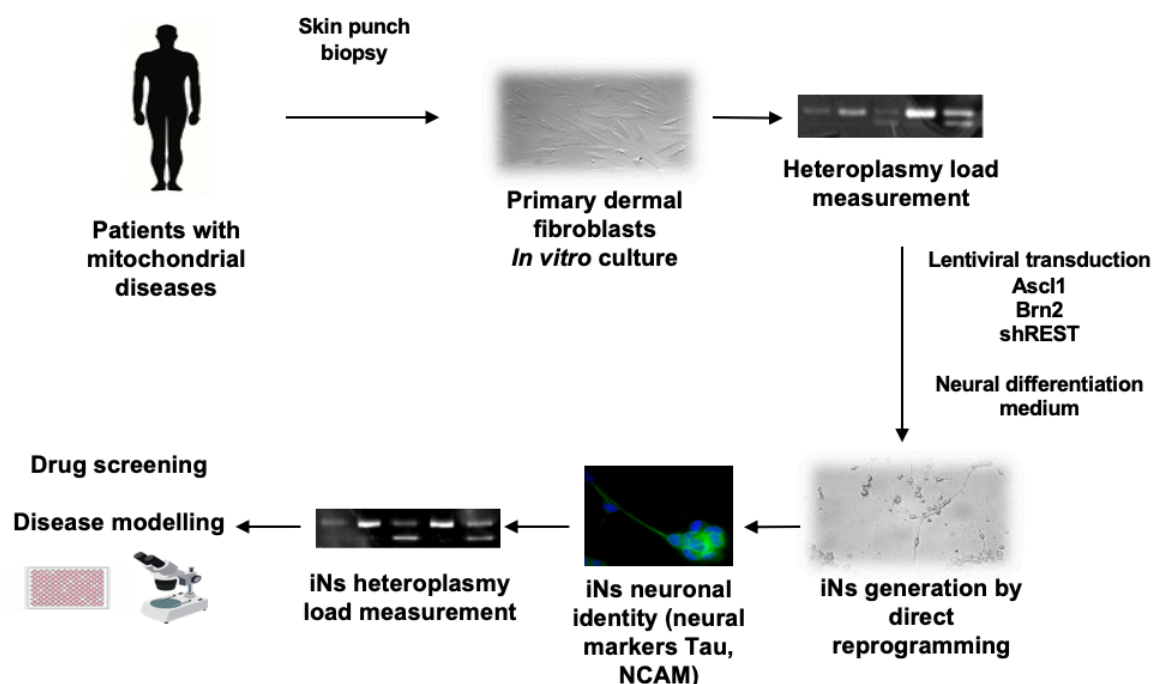 Skin punch
biopsy
Patients with
mitochondrial
diseases
Primary dermal
fibroblasts
In vitro culture
Heteroplasmy load
measurement
Lentiviral transduction
Ascl1
Brn2
shREST
Neural differentiation
medium
iNs generation by
direct
reprogramming
iNs neuronal
identity (neural
markers Tau,
NCAM)
iNs heteroplasmy
load measurement
Drug screening
Disease modelling